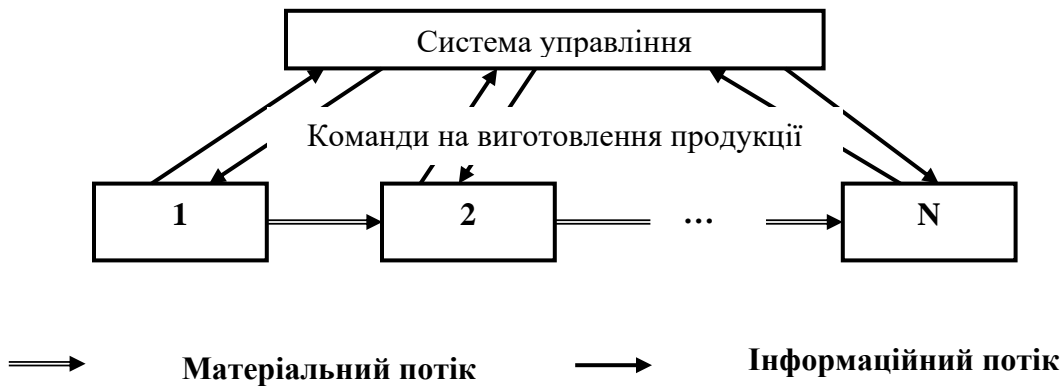 Система управління
Команди на виготовлення продукції
1 2 ... N
Матеріальний потік Інформаційний потік